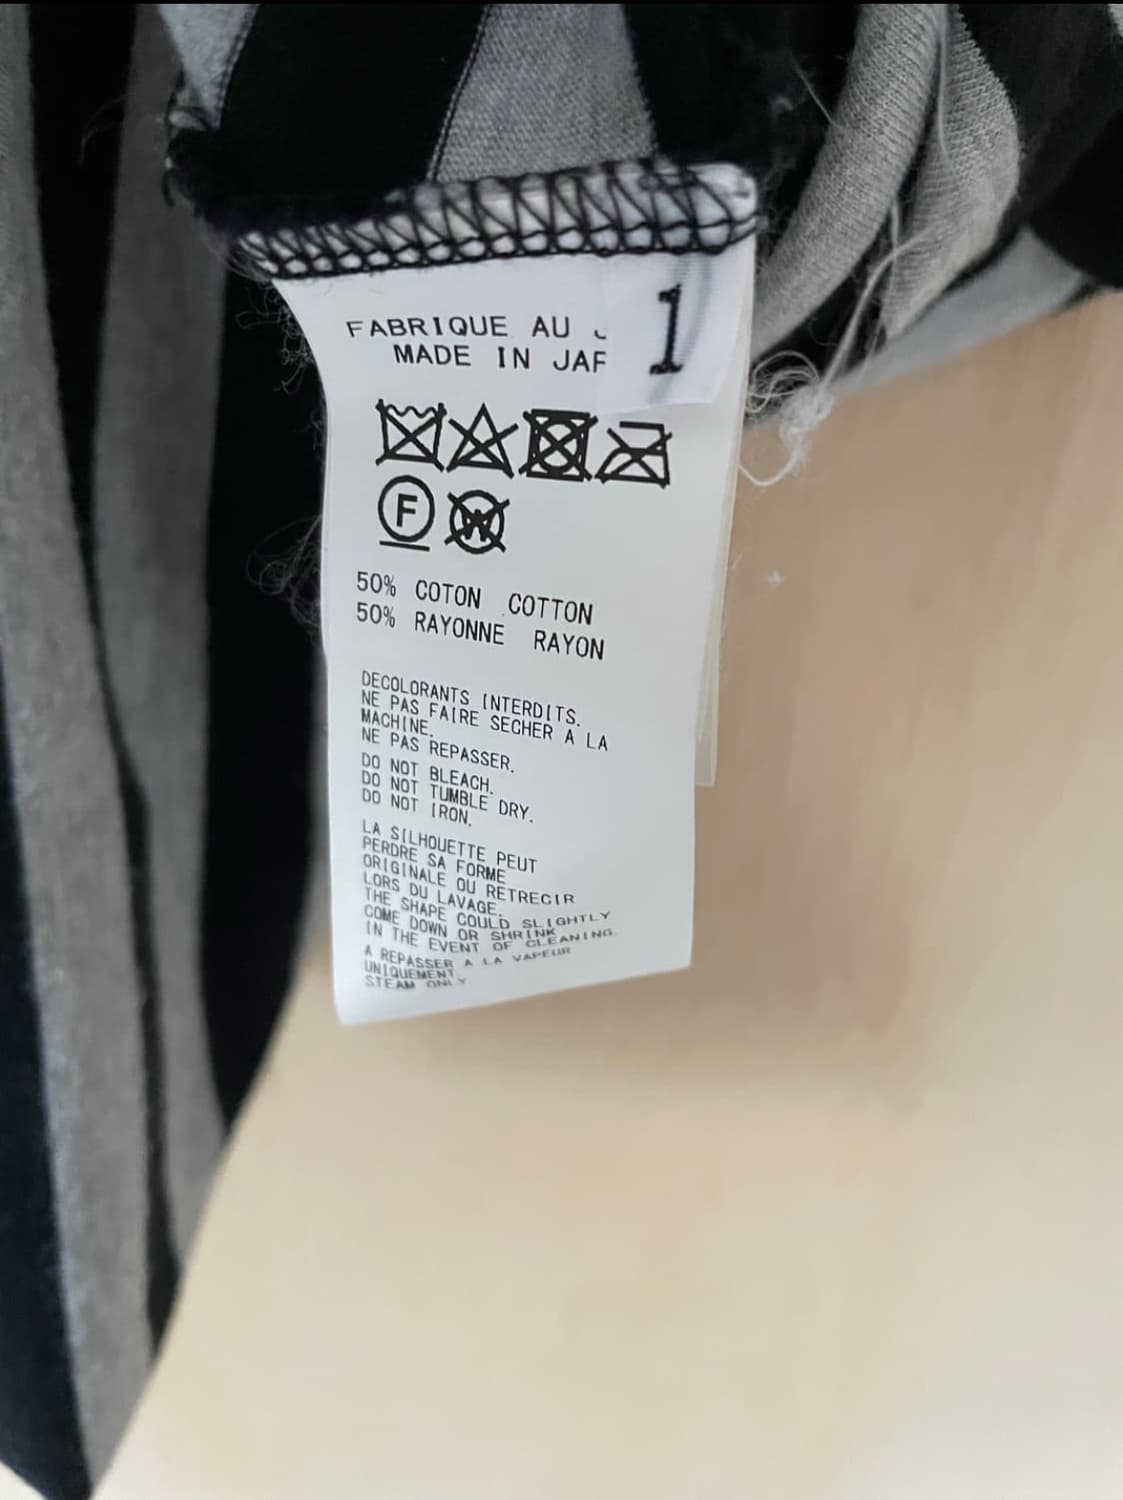 FABRIQUE AU
MADE IN JAP
1
F W
50% COTON COTTON
50% RAYONNE RAYON
DECOLORANTS INTERDITS.
NE PAS FAIRE SECHER A LA
MACHINE.
NE PAS REPASSER.
DO NOT BLEACH.
DO NOT TUMBLE DRY.
DO NOT IRON.
LA SILHOUETTE PEUT
PERDRE SA FORME
ORIGINALE OU RETRECIR
LORS DU LAVAGE.
THE SHAPE COULD SLIGHTLY
COME DOWN OR SHRINK
IN THE EVENT OF CLEANING.
A REPASSER A LA VAPEUR
UNIQUEMENT.
STEAM ONLY